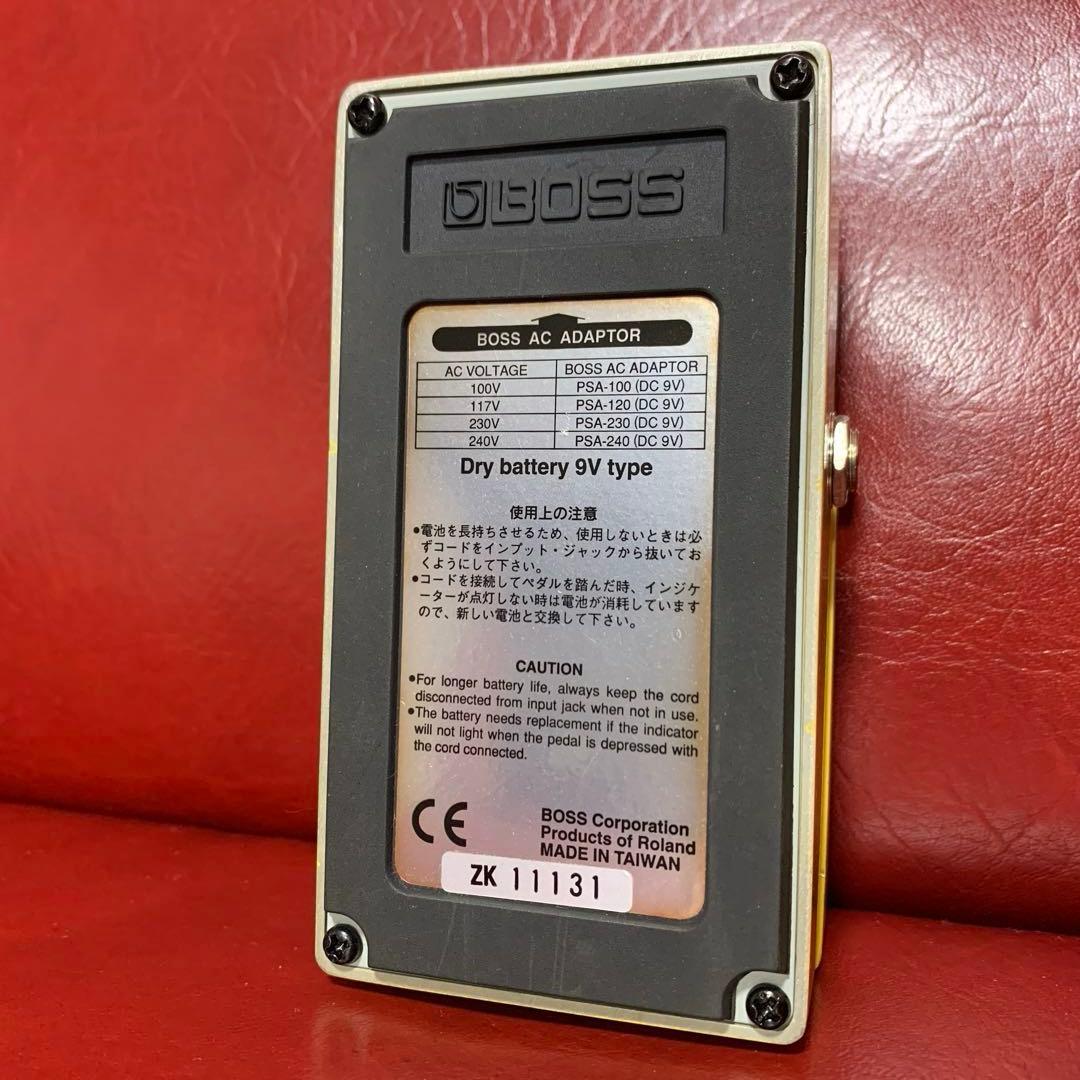 BOSS
BOSS AC ADAPTOR
AC VOLTAGE BOSS AC ADAPTOR
100V PSA-100 (DC 9V)
117V PSA-120 (DC 9V)
230V PSA-230 (DC 9V)
240V PSA-240 (DC 9V)
Dry battery 9V type
使用上の注意
●電池を長持ちさせるため、使用しないときは必
ずコードをインプット・ジャックから抜いてお
くようにして下さい。
●コードを接続してペダルを踏んだ時、インジケ
ーターが点灯しない時は電池が消耗しています
ので、新しい電池と交換して下さい。
CAUTION
●For longer battery life, always keep the cord
disconnected from input jack when not in use.
●The battery needs replacement if the indicator
will not light when the pedal is depressed with
the cord connected.
CE
BOSS Corporation
Products of Roland
MADE IN TAIWAN
ZK 11131